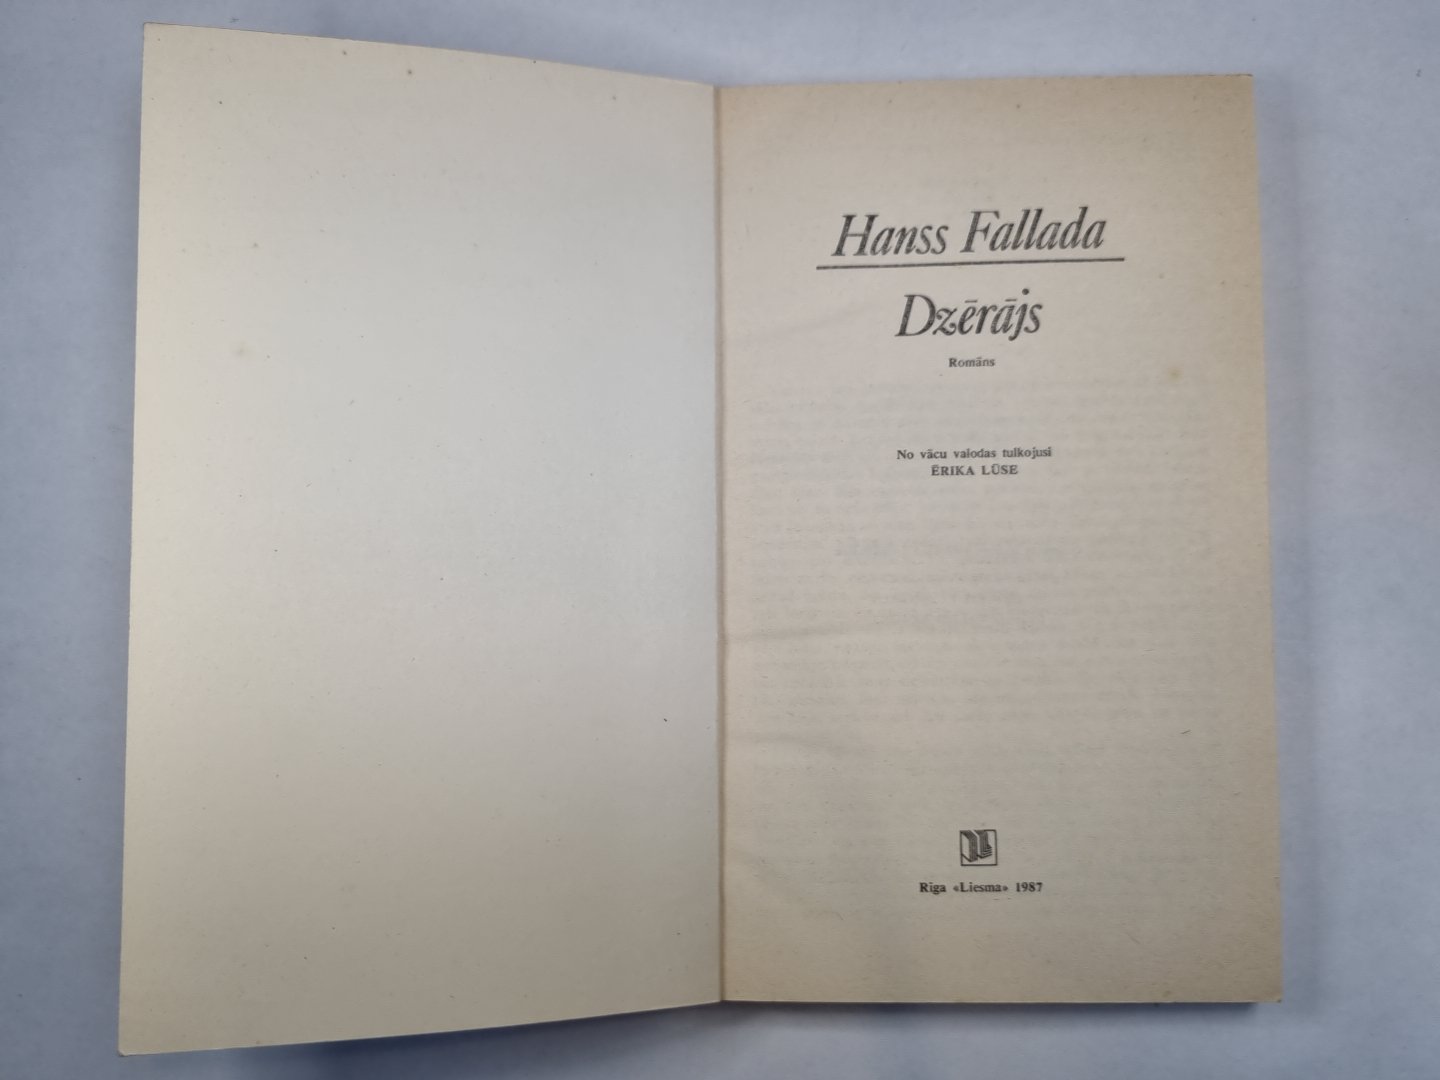 Hanss Fallada
Dzērājs
Romāns
No vācu valodas tulkojusi
ĒRIKA LŪSE
Rīga «Liesma» 1987